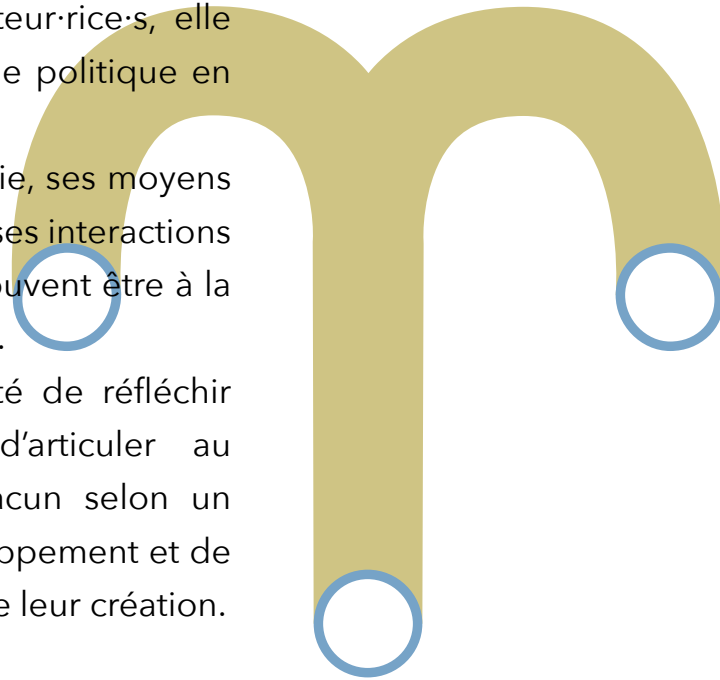 teur·rice·s, elle
e politique en
ie, ses moyens
ses interactions
ouvent être à la
.
té de réfléchir
d’articuler au
acun selon un
ppement et de
e leur création.